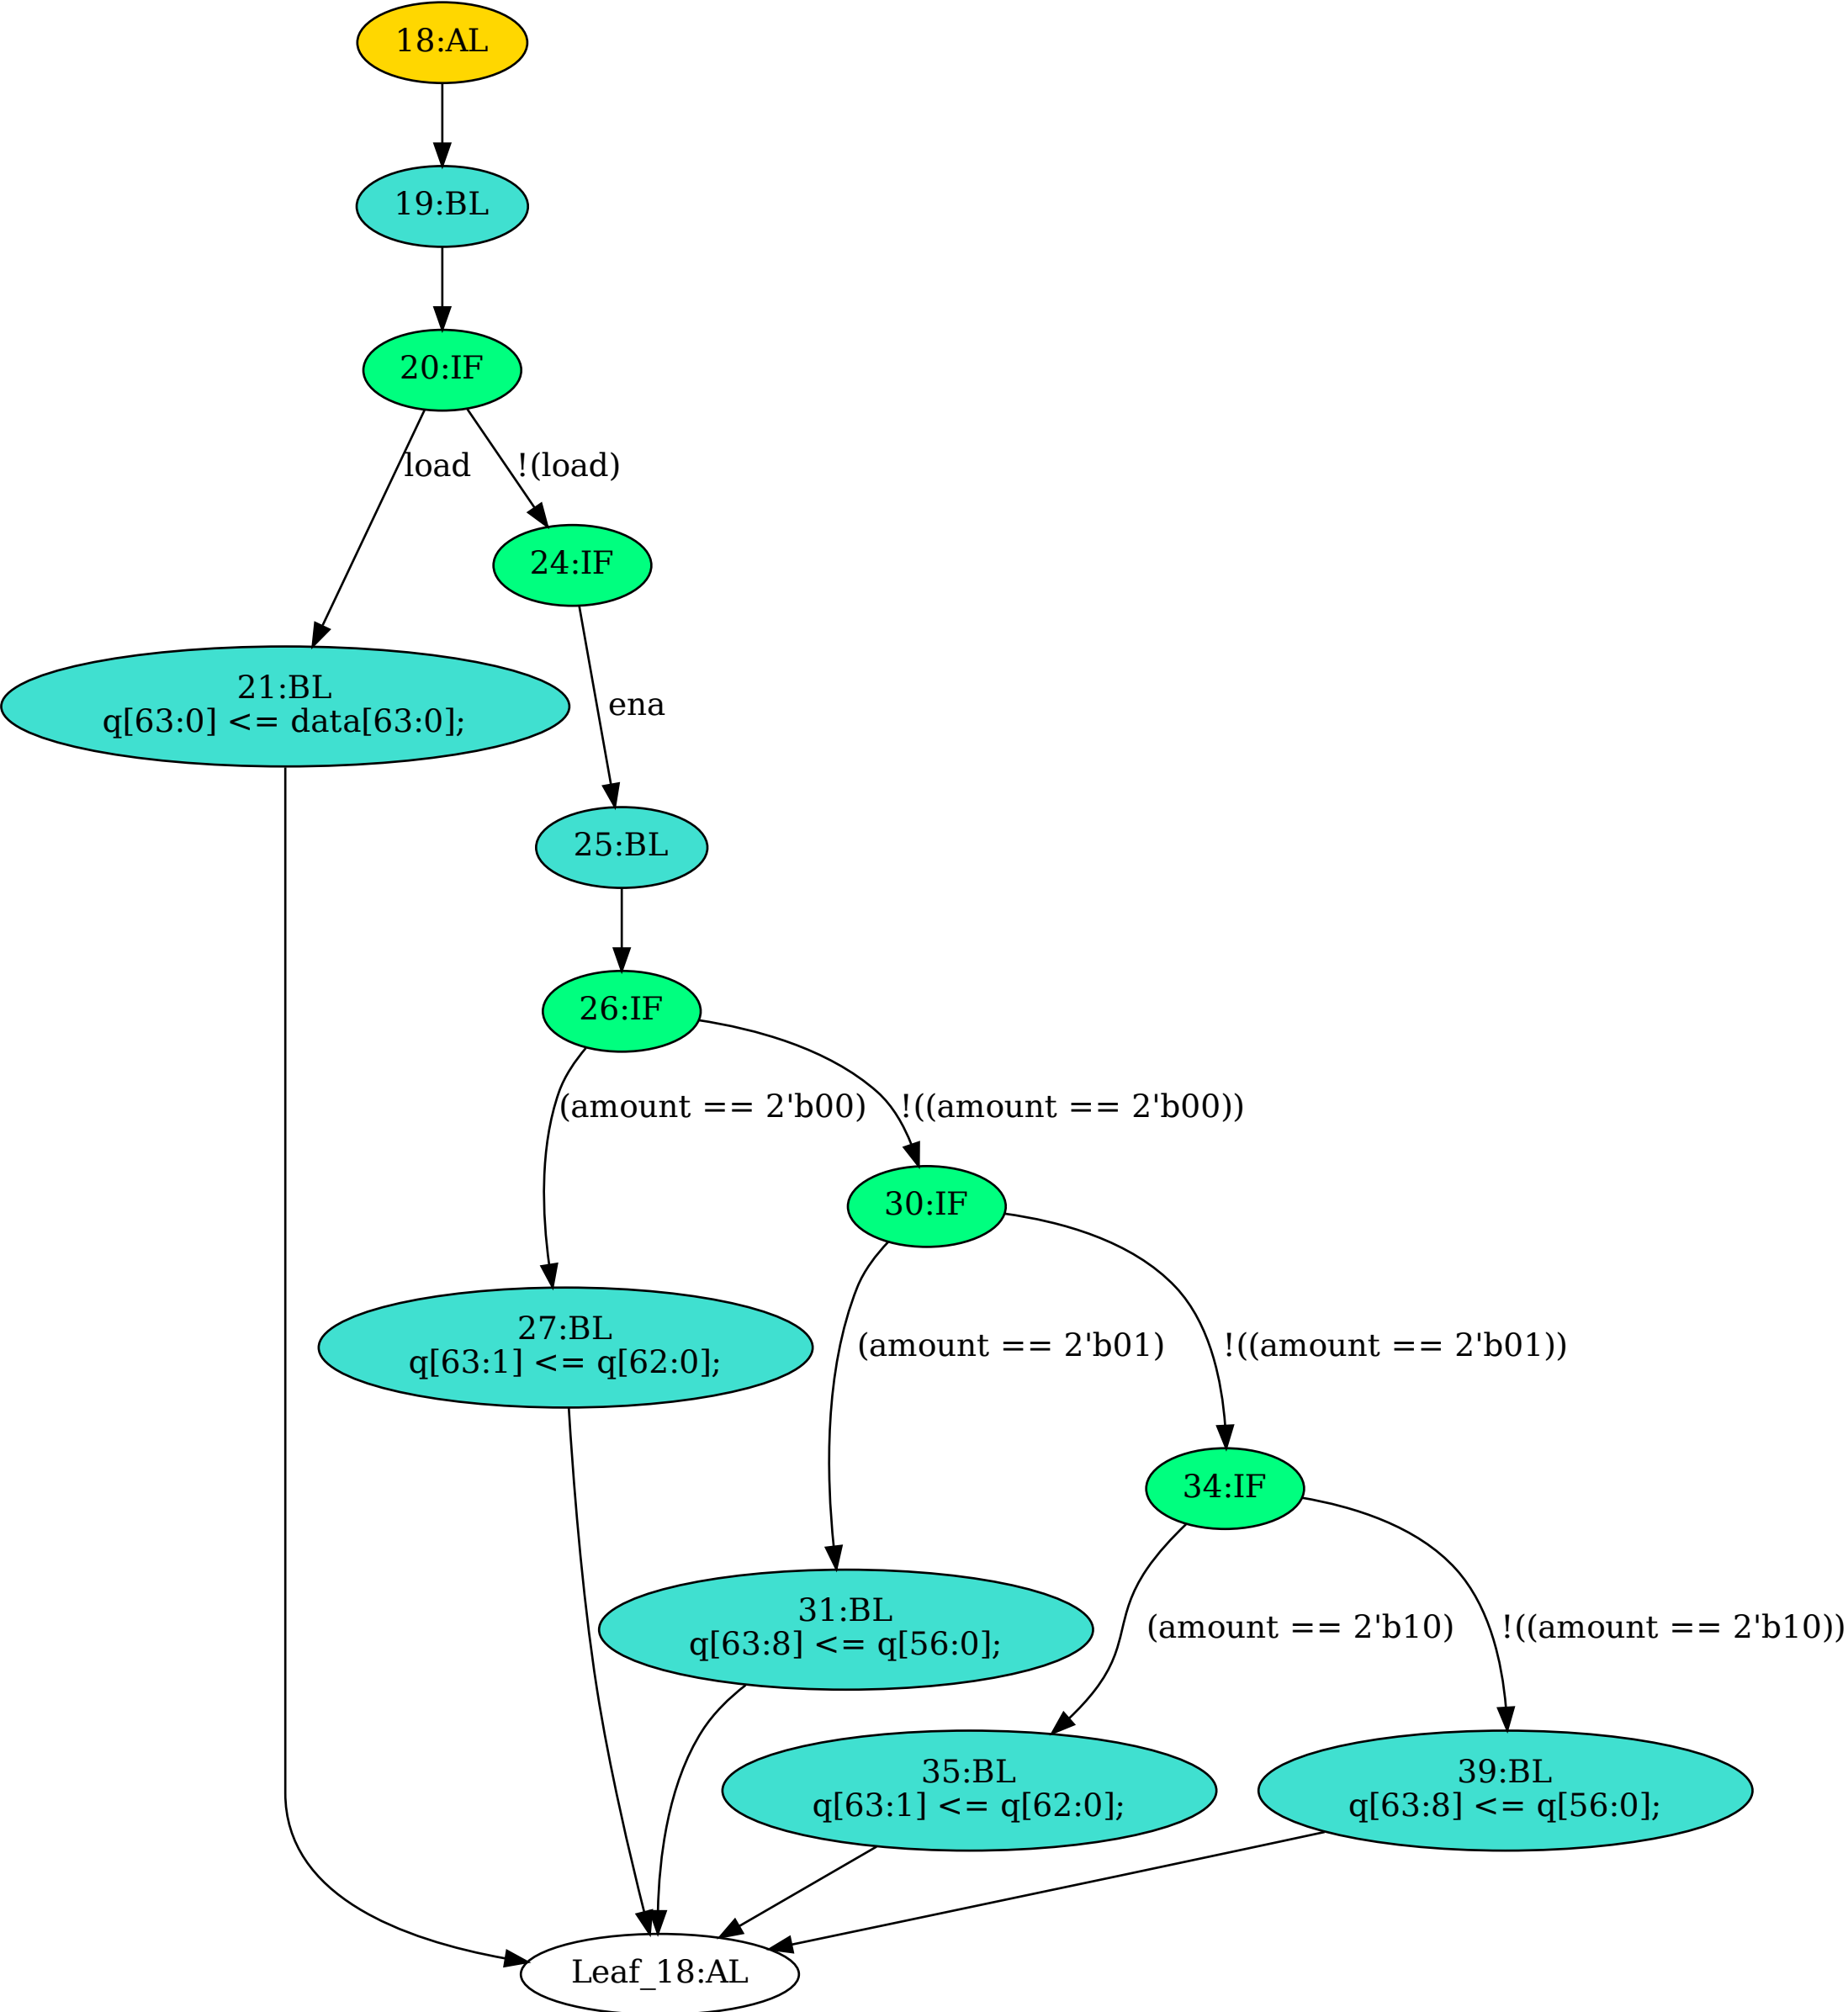 18:AL
19:BL
20:IF
load
!(load)
24:IF
21:BL
q[63:0] <= data[63:0];
ena
25:BL
26:IF
(amount == 2'b00)
!((amount == 2'b00))
30:IF
27:BL
q[63:1] <= q[62:0];
(amount == 2'b01)
!((amount == 2'b01))
34:IF
31:BL
q[63:8] <= q[56:0];
(amount == 2'b10)
!((amount == 2'b10))
35:BL
q[63:1] <= q[62:0];
39:BL
q[63:8] <= q[56:0];
Leaf_18:AL